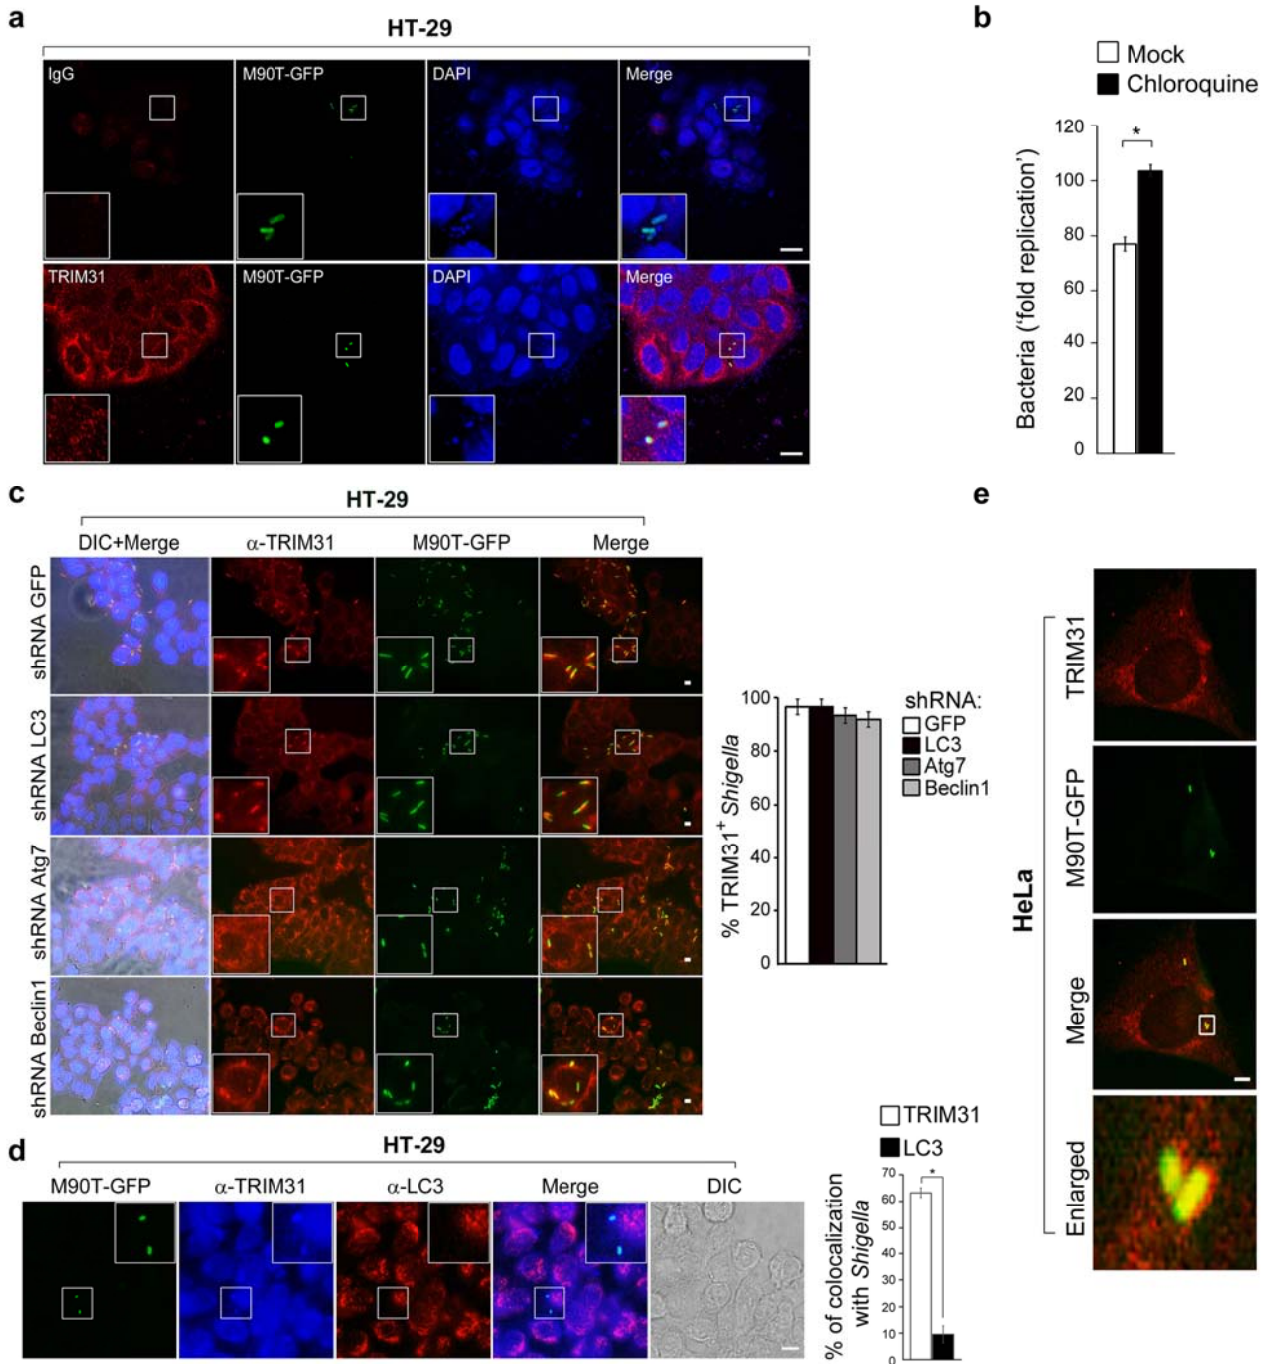 a
HT-29
IgG M90T-GFP DAPI Merge
TRIM31 M90T-GFP DAPI Merge
b
Mock
Chloroquine
Bacteria ('fold replication')
120
100
80
60
40
20
0
*
c
HT-29
DIC+Merge α-TRIM31 M90T-GFP Merge
shRNA GFP
shRNA LC3
shRNA Atg7
shRNA Beclin1
% TRIM31+ Shigella
100
80
60
40
20
0
shRNA:
GFP
LC3
Atg7
Beclin1
d
HT-29
M90T-GFP α-TRIM31 α-LC3 Merge DIC
TRIM31
LC3
% of colocalization
with Shigella
70
60
50
40
30
20
10
0
*
e
HeLa
TRIM31
M90T-GFP
Merge
Enlarged